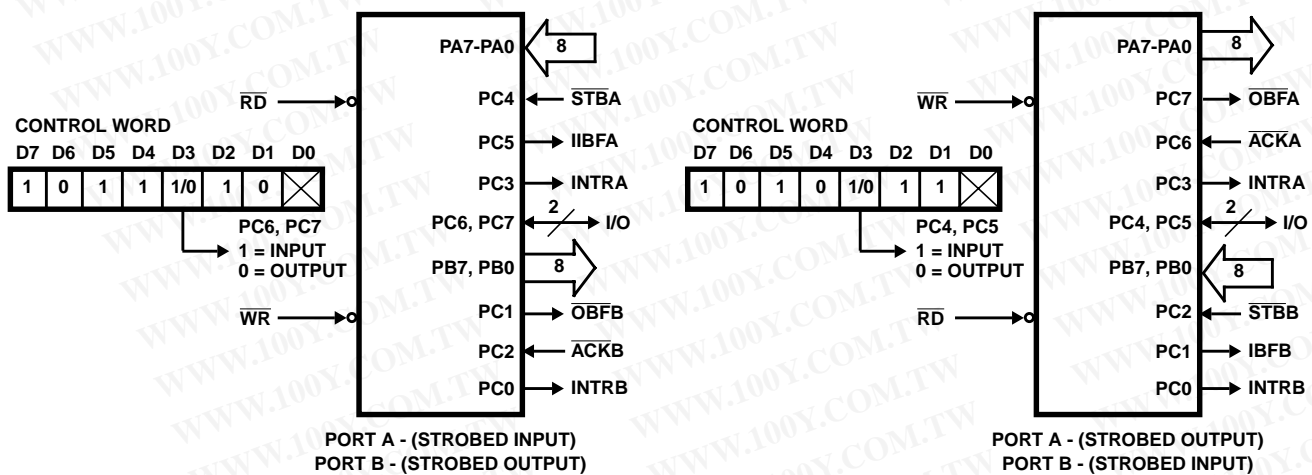 PA7-PA0 8
RD
PC4 STBA
CONTROL WORD
PC5 IIBFA
D7 D6 D5 D4 D3 D2 D1 D0
1 0 1 1 1/0 1 0
PC3 INTRA
PC6, PC7 2 I/O
PC6, PC7
1 = INPUT
0 = OUTPUT
PB7, PB0 8
WR
PC1 OBFB
PC2 ACKB
PC0 INTRB
PORT A - (STROBED INPUT)
PORT B - (STROBED OUTPUT)
PA7-PA0 8
WR
PC7 OBFA
CONTROL WORD
PC6 ACKA
D7 D6 D5 D4 D3 D2 D1 D0
1 0 1 0 1/0 1 1
PC3 INTRA
PC4, PC5 2 I/O
PC4, PC5
1 = INPUT
0 = OUTPUT
PB7, PB0 8
RD
PC2 STBB
PC1 IBFB
PC0 INTRB
PORT A - (STROBED OUTPUT)
PORT B - (STROBED INPUT)
WWW.100Y.COM.TW